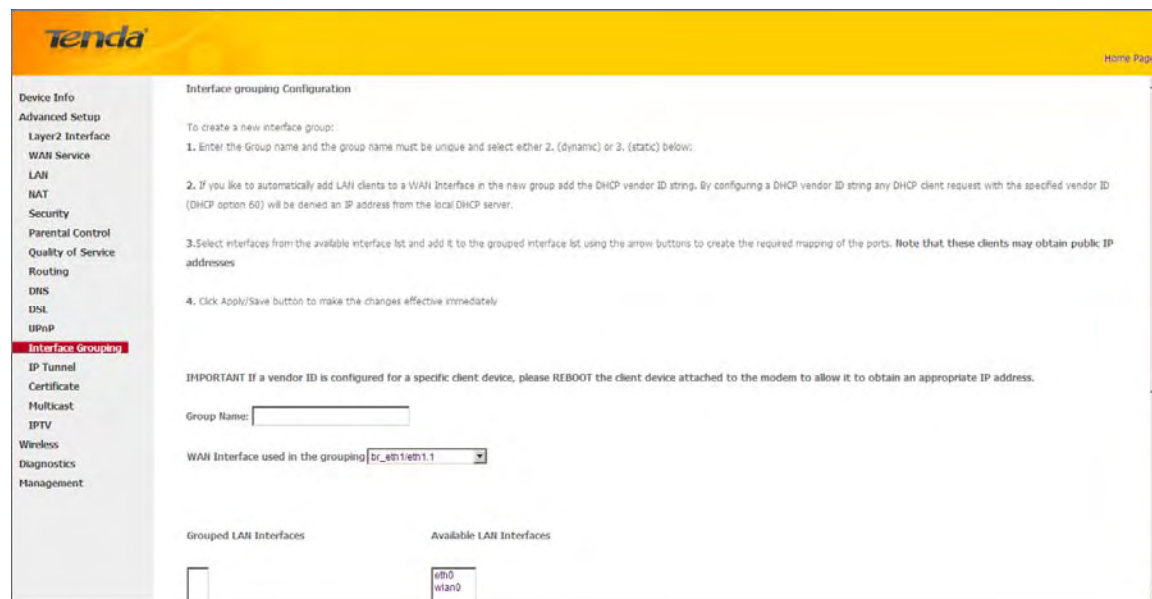 Tenda
Home Page
Device Info
Advanced Setup
Layer2 Interface
WAN Service
LAN
NAT
Security
Parental Control
Quality of Service
Routing
DNS
DSL
UPnP
Interface Grouping
IP Tunnel
Certificate
Multicast
IPTV
Wireless
Diagnostics
Management
Interface grouping Configuration
To create a new interface group:
1. Enter the Group name and the group name must be unique and select either 2. (dynamic) or 3. (static) below:
2. If you like to automatically add LAN clients to a WAN Interface in the new group add the DHCP vendor ID string. By configuring a DHCP vendor ID string any DHCP client request with the specified vendor ID
(DHCP option 60) will be denied an IP address from the local DHCP server.
3.Select interfaces from the available interface list and add it to the grouped interface list using the arrow buttons to create the required mapping of the ports. Note that these clients may obtain public IP
addresses
4. Click Apply/Save button to make the changes effective immediately
IMPORTANT If a vendor ID is configured for a specific client device, please REBOOT the client device attached to the modem to allow it to obtain an appropriate IP address.
Group Name:
WAN Interface used in the grouping br_eth1/eth1.1
Grouped LAN Interfaces Available LAN Interfaces
eth0
wlan0